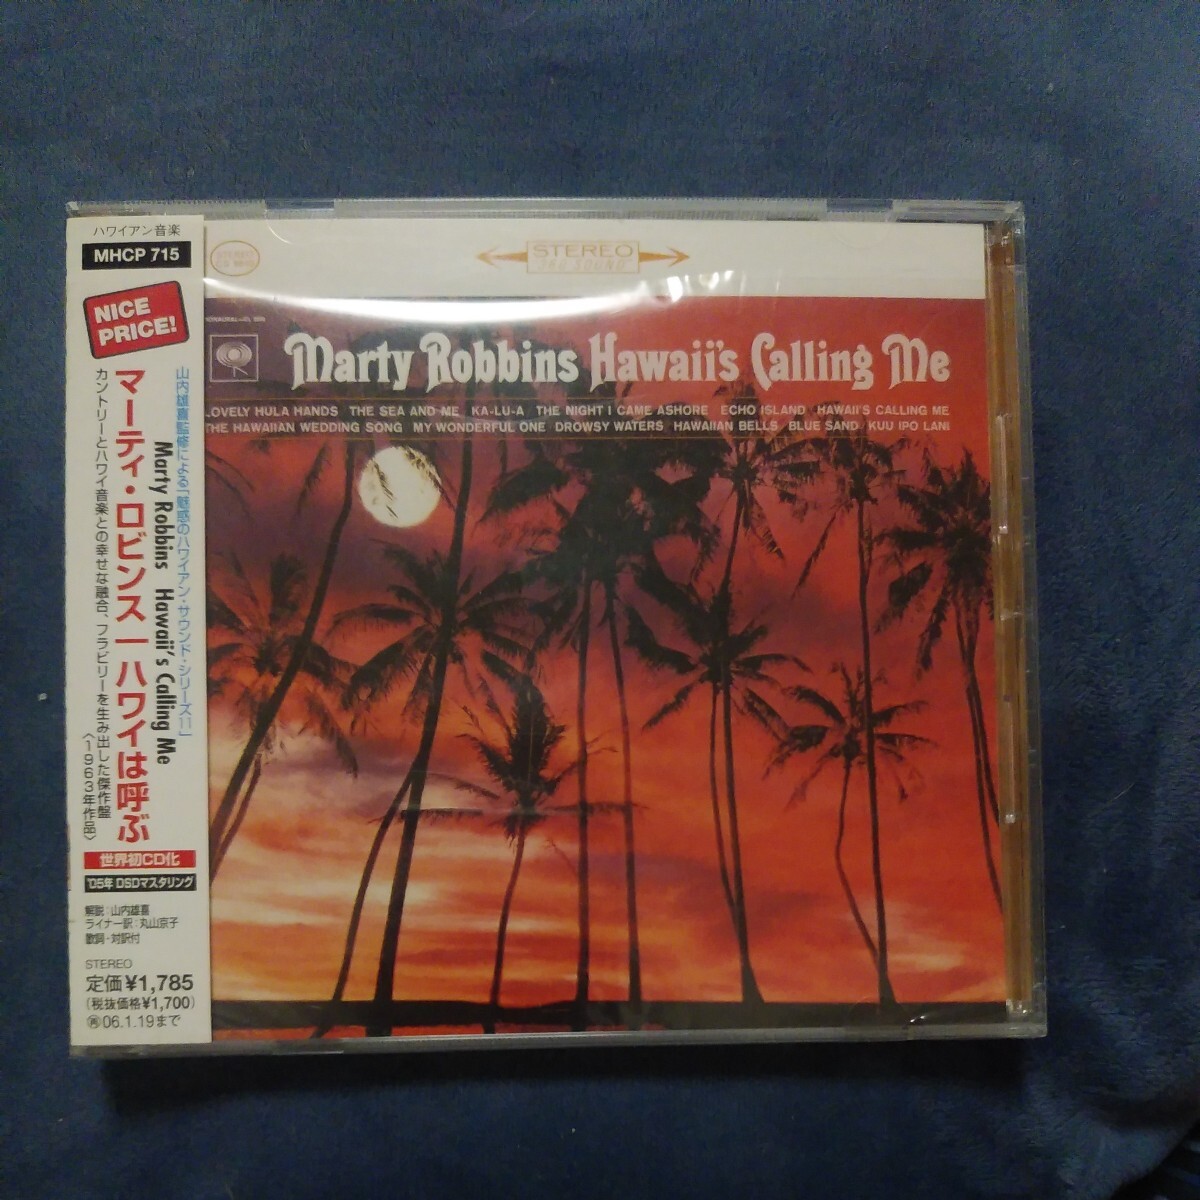 ハワイアン音楽
MHCP 715
NICE
PRICE!
山内雄喜監修による「魅惑のハワイアン・サウンド・シリーズ11」
Marty Robbins Hawaii's Calling Me
マーティ・ロビンス―ハワイは呼ぶ
カントリーとハワイ音楽との幸せな融合、フラビリーを生み出した傑作盤
〈1963年作品〉
世界初CD化
'05年 DSDマスタリング
解説:山内雄喜
ライナー訳:丸山京子
歌詞・対訳付
STEREO
定価¥1,785
(税抜価格¥1,700)
06.1.19まで
STEREO
Marty Robbins Hawaii's Calling Me
LOVELY HULA HANDS THE SEA AND ME KA-LU-A THE NIGHT I CAME ASHORE ECHO ISLAND HAWAII'S CALLING ME
THE HAWAIIAN WEDDING SONG MY WONDERFUL ONE DROWSY WATERS HAWAIIAN BELLS BLUE SAND KUU IPO LANI